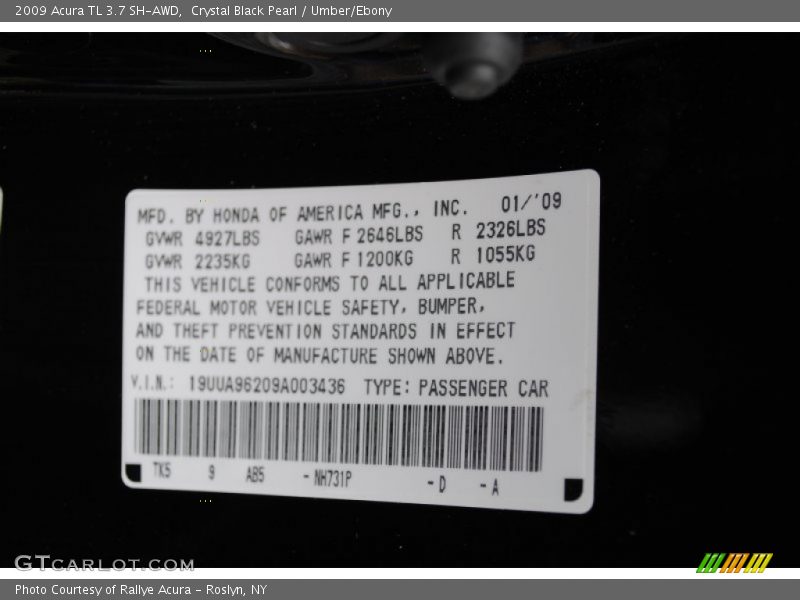 2009 Acura TL 3.7 SH-AWD,  Crystal Black Pearl / Umber/Ebony
MFD. BY HONDA OF AMERICA MFG., INC. 01/'09
GVWR 4927LBS GAWR F 2646LBS R 2326LBS
GVWR 2235KG GAWR F 1200KG R 1055KG
THIS VEHICLE CONFORMS TO ALL APPLICABLE
FEDERAL MOTOR VEHICLE SAFETY, BUMPER,
AND THEFT PREVENTION STANDARDS IN EFFECT
ON THE DATE OF MANUFACTURE SHOWN ABOVE.
V.I.N.: 19UUA96209A003436 TYPE: PASSENGER CAR
TK5 9 AB5 -NH731P -D -A
GTCARLOT.COM
Photo Courtesy of Rallye Acura - Roslyn, NY